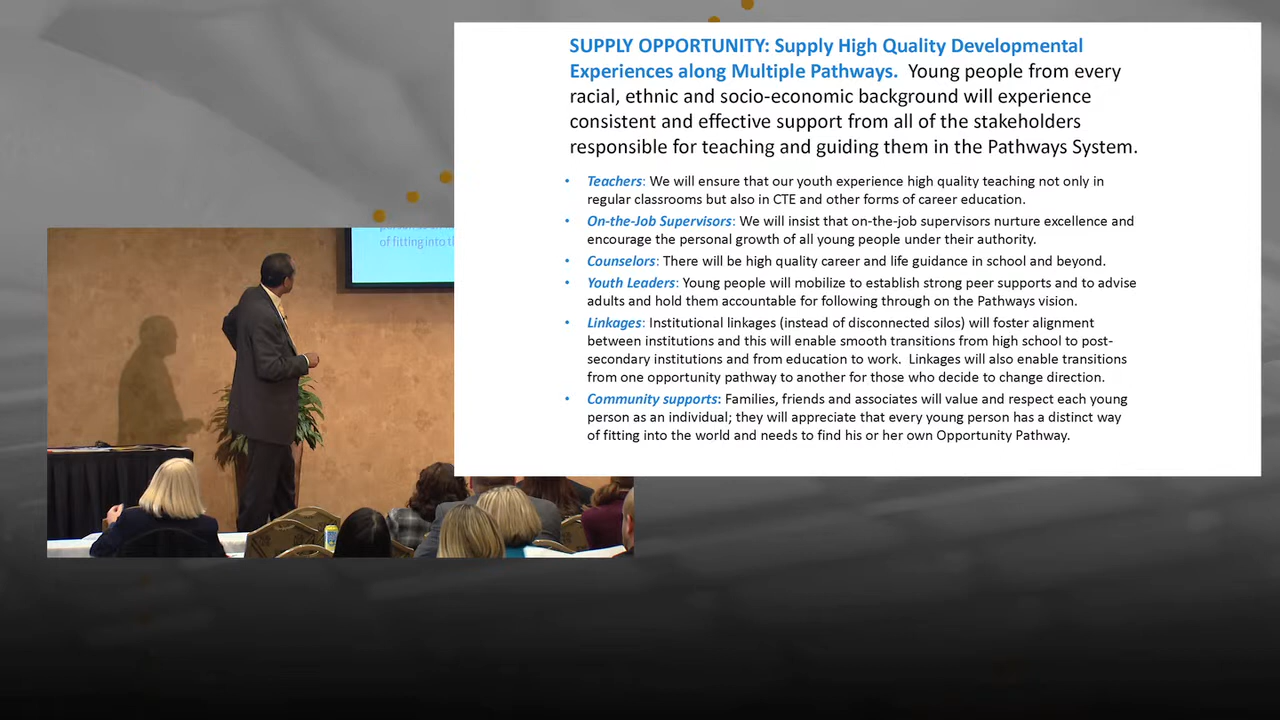 SUPPLY OPPORTUNITY: Supply High Quality Developmental
Experiences along Multiple Pathways. Young people from every
racial, ethnic and socio-economic background will experience
consistent and effective support from all of the stakeholders
responsible for teaching and guiding them in the Pathways System.
• Teachers: We will ensure that our youth experience high quality teaching not only in
regular classrooms but also in CTE and other forms of career education.
• On-the-Job Supervisors: We will insist that on-the-job supervisors nurture excellence and
encourage the personal growth of all young people under their authority.
• Counselors: There will be high quality career and life guidance in school and beyond.
• Youth Leaders: Young people will mobilize to establish strong peer supports and to advise
adults and hold them accountable for following through on the Pathways vision.
• Linkages: Institutional linkages (instead of disconnected silos) will foster alignment
between institutions and this will enable smooth transitions from high school to post-
secondary institutions and from education to work. Linkages will also enable transitions
from one opportunity pathway to another for those who decide to change direction.
• Community supports: Families, friends and associates will value and respect each young
person as an individual; they will appreciate that every young person has a distinct way
of fitting into the world and needs to find his or her own Opportunity Pathway.
of fitting into